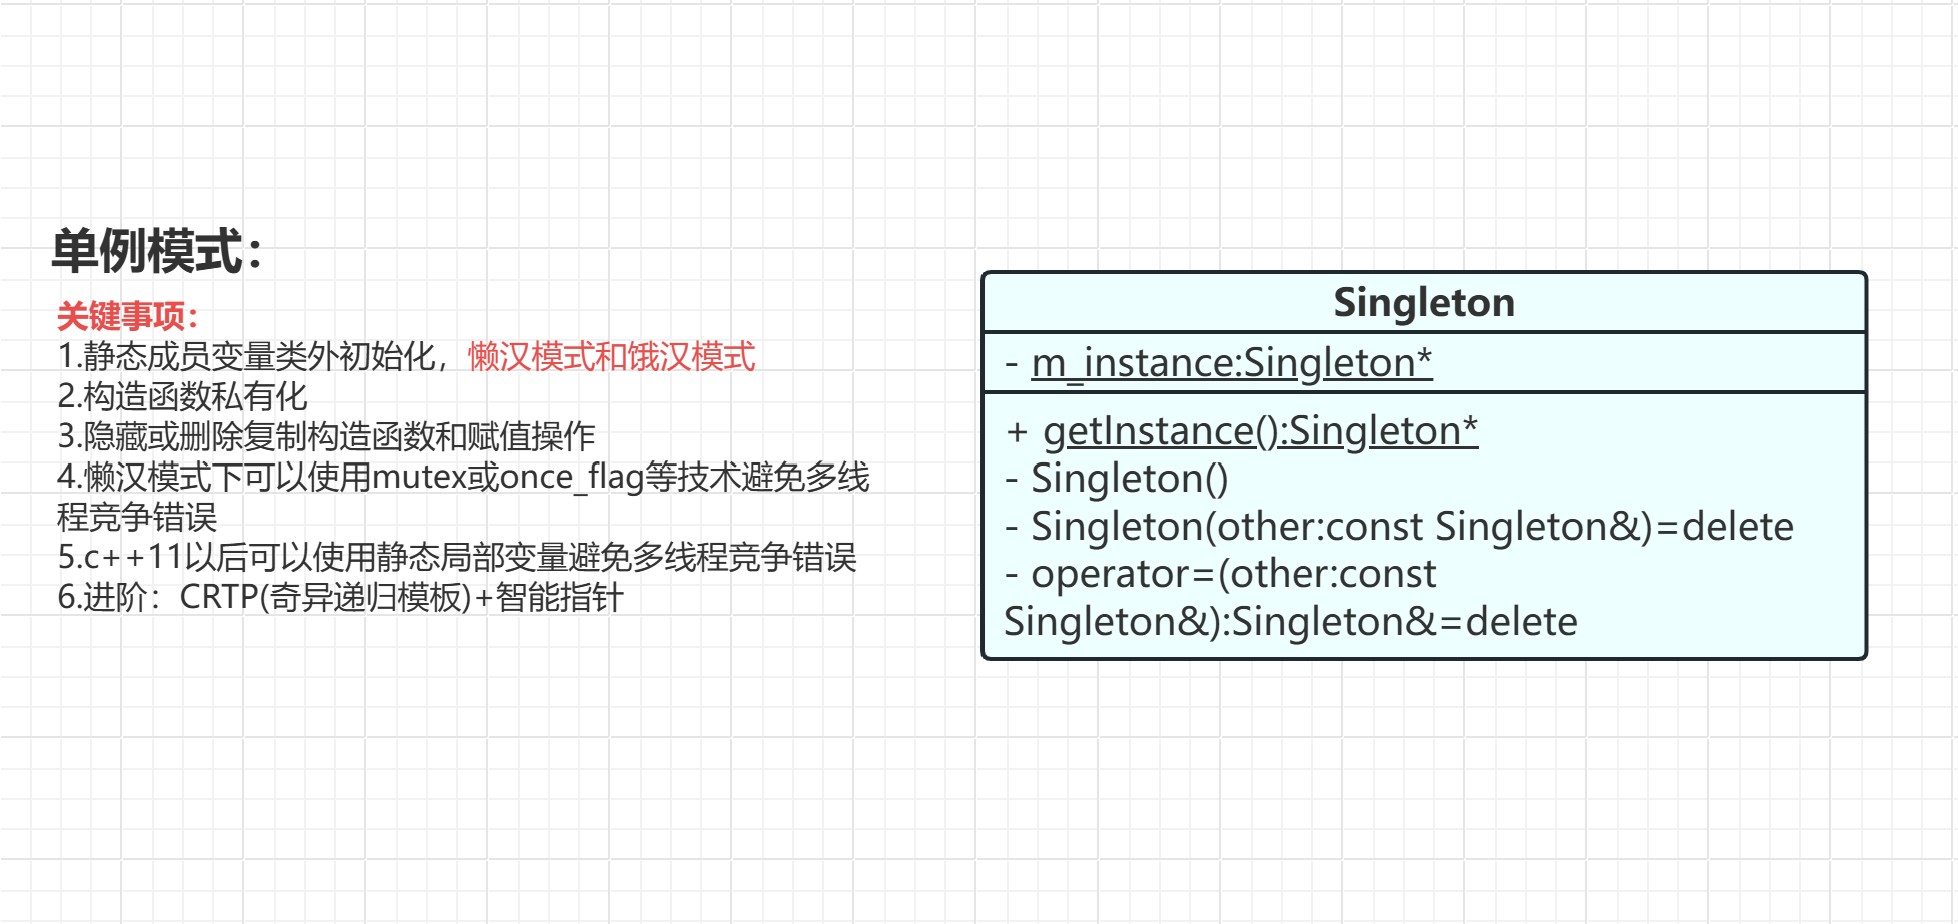 单例模式：
关键事项：
1.静态成员变量类外初始化，懒汉模式和饿汉模式
2.构造函数私有化
3.隐藏或删除复制构造函数和赋值操作
4.懒汉模式下可以使用mutex或once_flag等技术避免多线
程竞争错误
5.c++11以后可以使用静态局部变量避免多线程竞争错误
6.进阶：CRTP(奇异递归模板)+智能指针
Singleton
- m_instance:Singleton*
+ getInstance():Singleton*
- Singleton()
- Singleton(other:const Singleton&)=delete
- operator=(other:const
Singleton&):Singleton&=delete